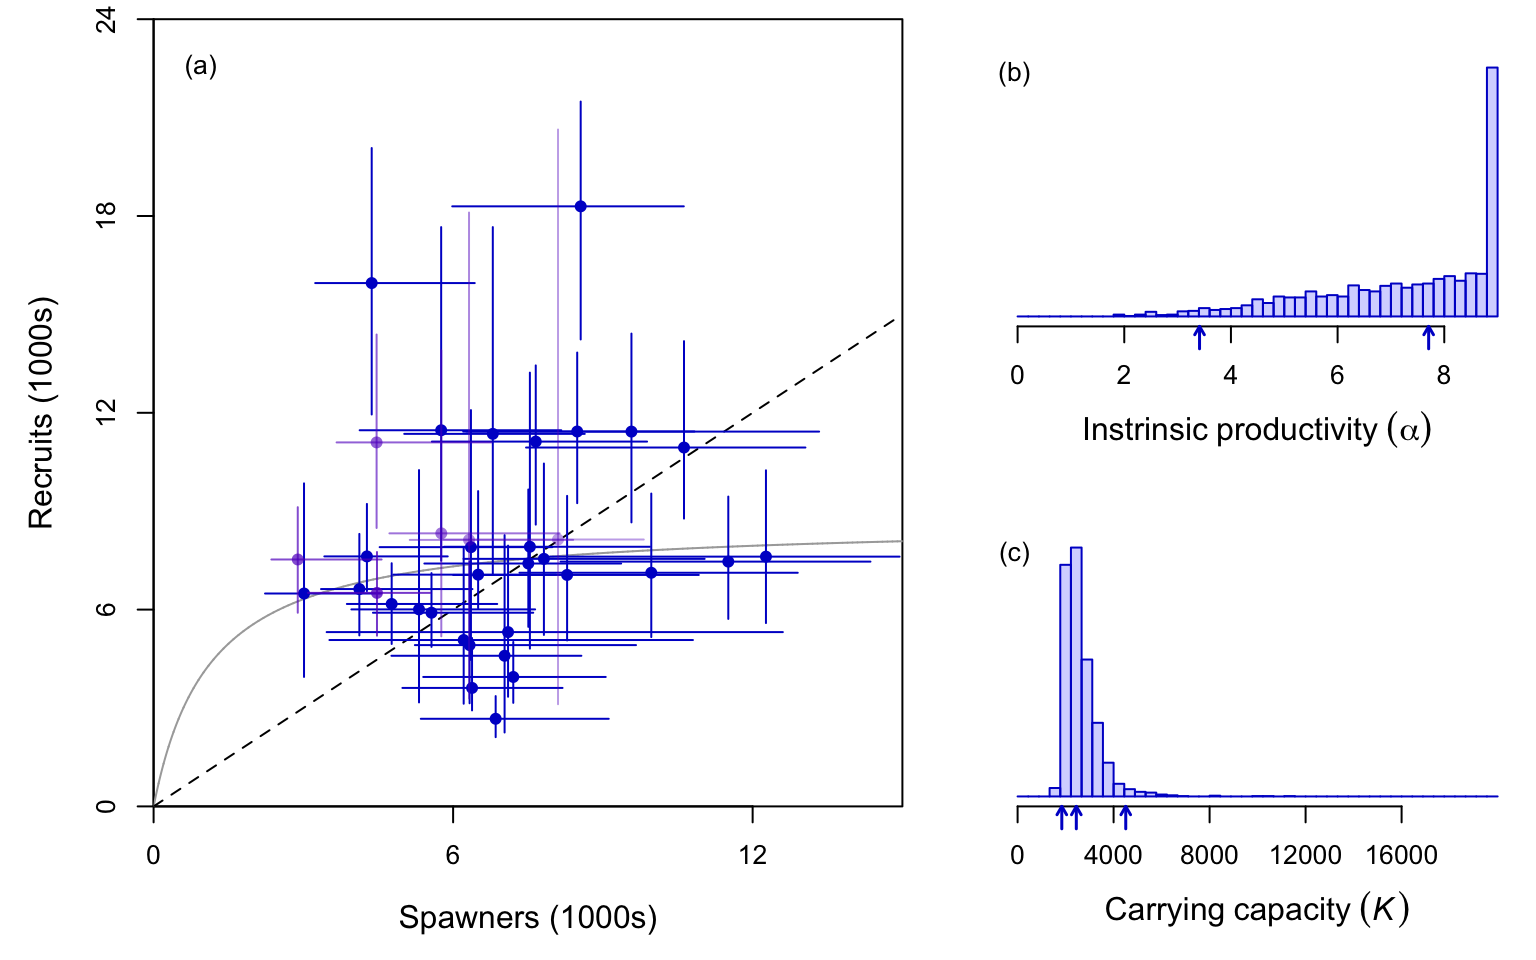 (a)
24
18
12
6
0
0 6 12
Recruits (1000s)
Spawners (1000s)
(b)
0 2 4 6 8
Instrinsic productivity (α)
(c)
0 4000 8000 12000 16000
Carrying capacity (K)